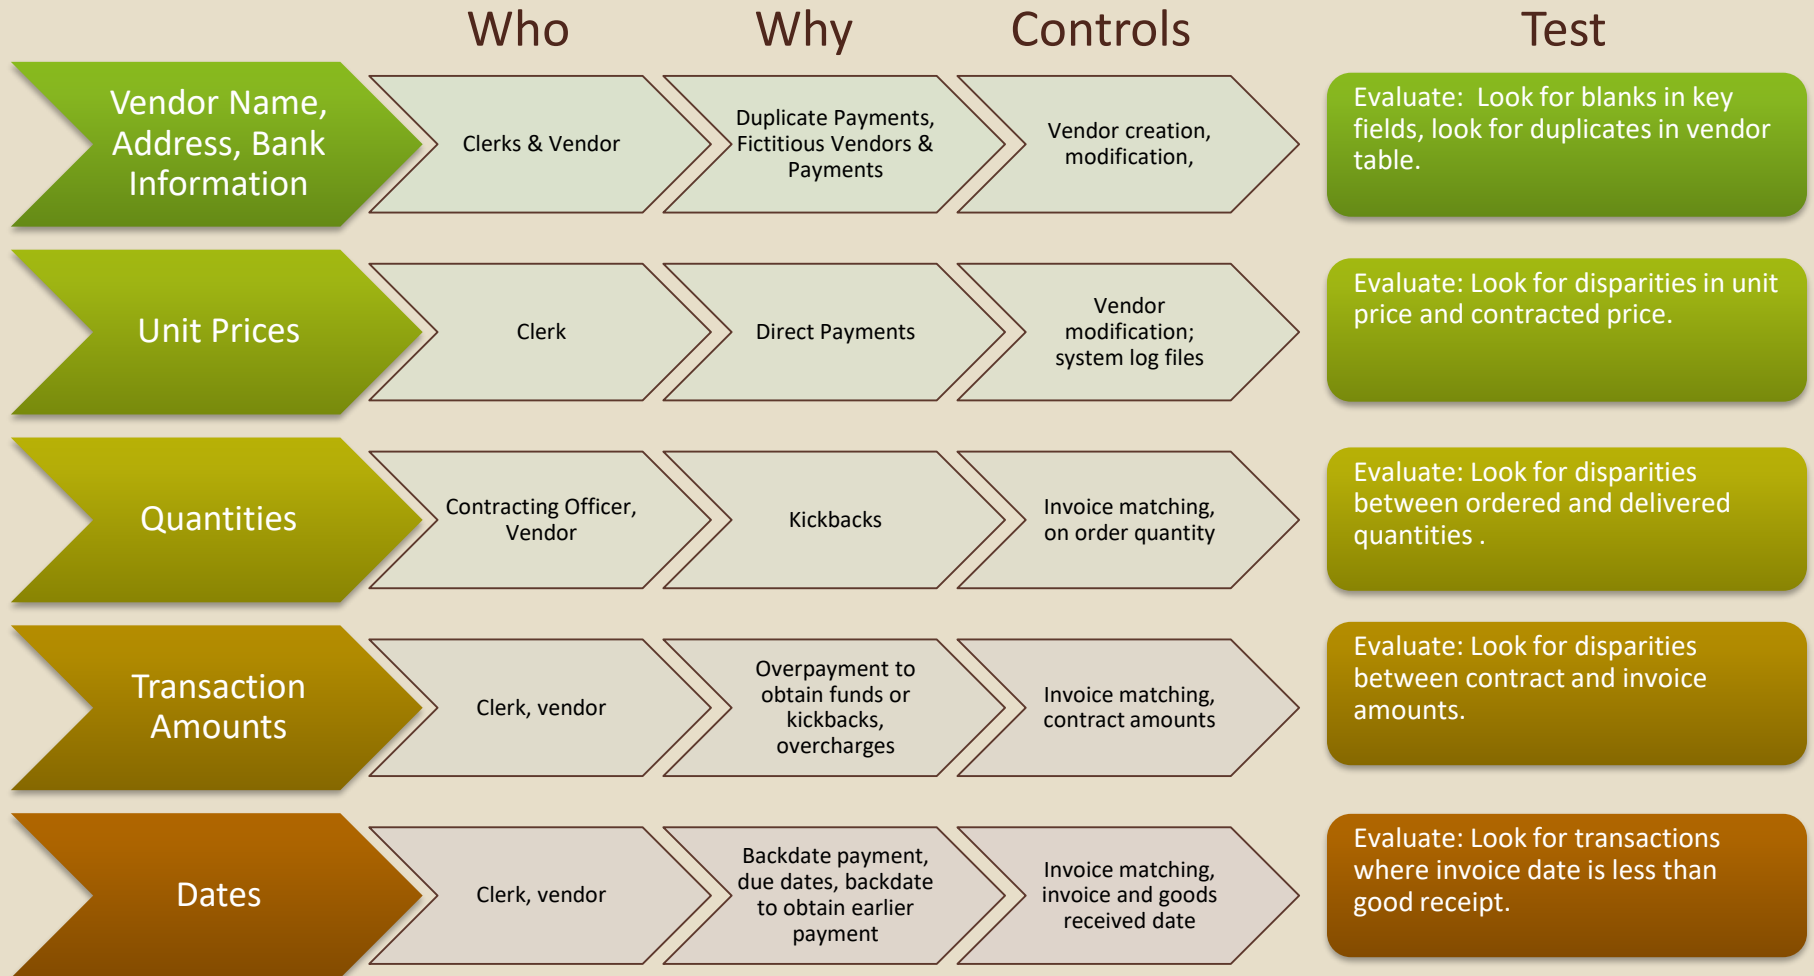 Who Why Controls Test
Vendor Name,
Address, Bank
Information
Clerks & Vendor
Duplicate Payments,
Fictitious Vendors &
Payments
Vendor creation,
modification,
Evaluate:  Look for blanks in key
fields, look for duplicates in vendor
table.
Unit Prices
Clerk
Direct Payments
Vendor
modification;
system log files
Evaluate: Look for disparities in unit
price and contracted price.
Quantities
Contracting Officer,
Vendor
Kickbacks
Invoice matching,
on order quantity
Evaluate: Look for disparities
between ordered and delivered
quantities .
Transaction
Amounts
Clerk, vendor
Overpayment to
obtain funds or
kickbacks,
overcharges
Invoice matching,
contract amounts
Evaluate: Look for disparities
between contract and invoice
amounts.
Dates
Clerk, vendor
Backdate payment,
due dates, backdate
to obtain earlier
payment
Invoice matching,
invoice and goods
received date
Evaluate: Look for transactions
where invoice date is less than
good receipt.